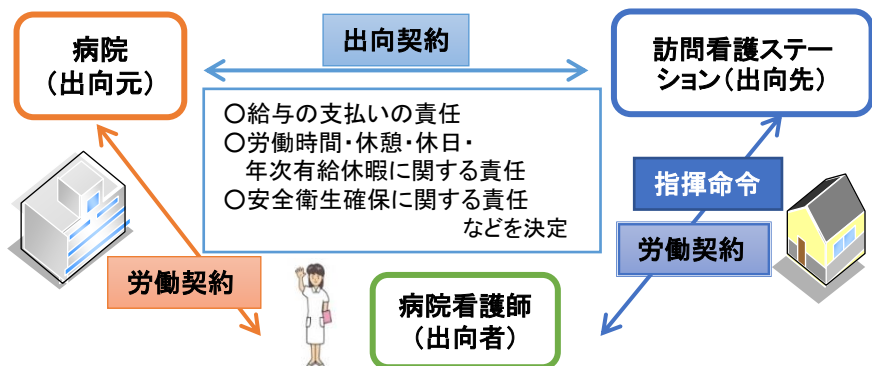 病院
（出向元）
出向契約
訪問看護ステー
ション（出向先）
○給与の支払いの責任
○労働時間・休憩・休日・
年次有給休暇に関する責任
○安全衛生確保に関する責任
などを決定
指揮命令
労働契約
労働契約
病院看護師
（出向者）